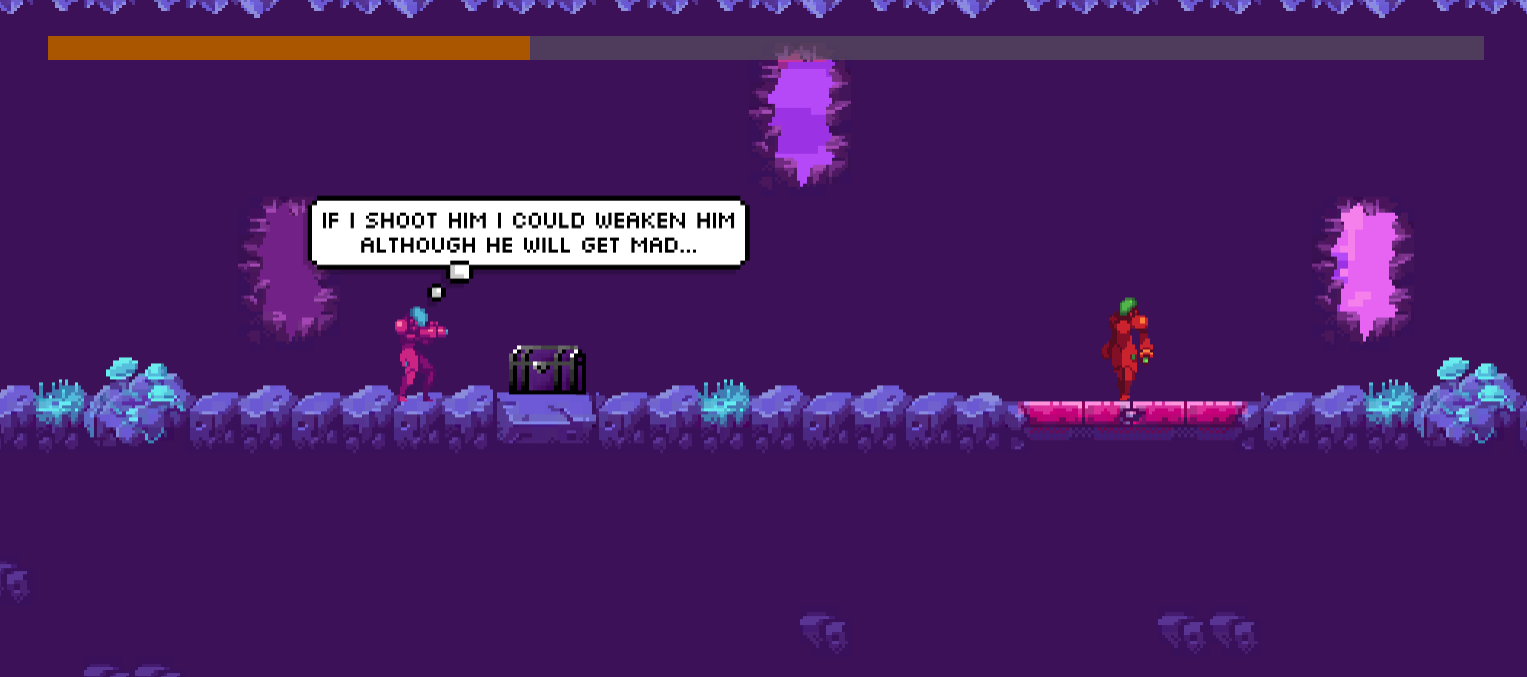 IF I SHOOT HIM I COULD WEAKEN HIM
ALTHOUGH HE WILL GET MAD...